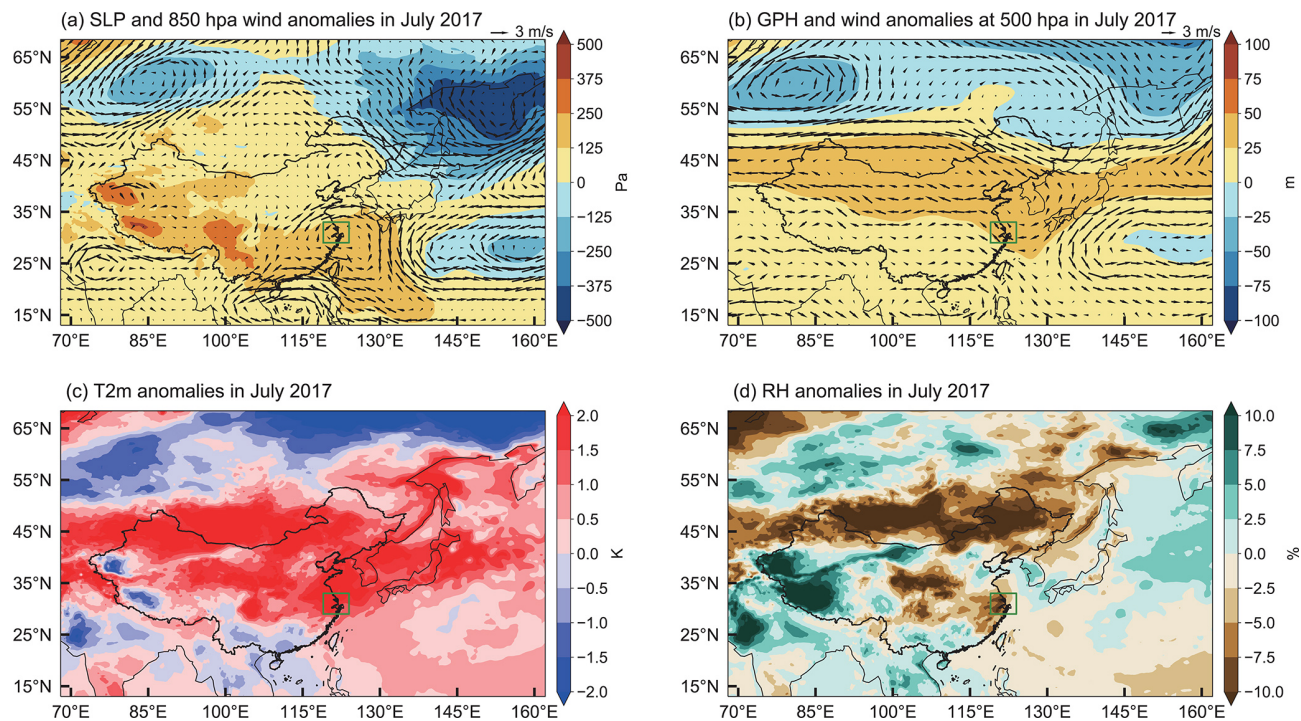 (a) SLP and 850 hpa wind anomalies in July 2017
3 m/s
65°N
55°N
45°N
35°N
25°N
15°N
70°E
85°E
100°E
115°E
130°E
145°E
160°E
500
375
250
125
0
−125
−250
−375
−500
Pa
(b) GPH and wind anomalies at 500 hpa in July 2017
3 m/s
65°N
55°N
45°N
35°N
25°N
15°N
70°E
85°E
100°E
115°E
130°E
145°E
160°E
100
75
50
25
0
−25
−50
−75
−100
m
(c) T2m anomalies in July 2017
65°N
55°N
45°N
35°N
25°N
15°N
70°E
85°E
100°E
115°E
130°E
145°E
160°E
2.0
1.5
1.0
0.5
0.0
−0.5
−1.0
−1.5
−2.0
K
(d) RH anomalies in July 2017
65°N
55°N
45°N
35°N
25°N
15°N
70°E
85°E
100°E
115°E
130°E
145°E
160°E
10.0
7.5
5.0
2.5
0.0
−2.5
−5.0
−7.5
−10.0
%